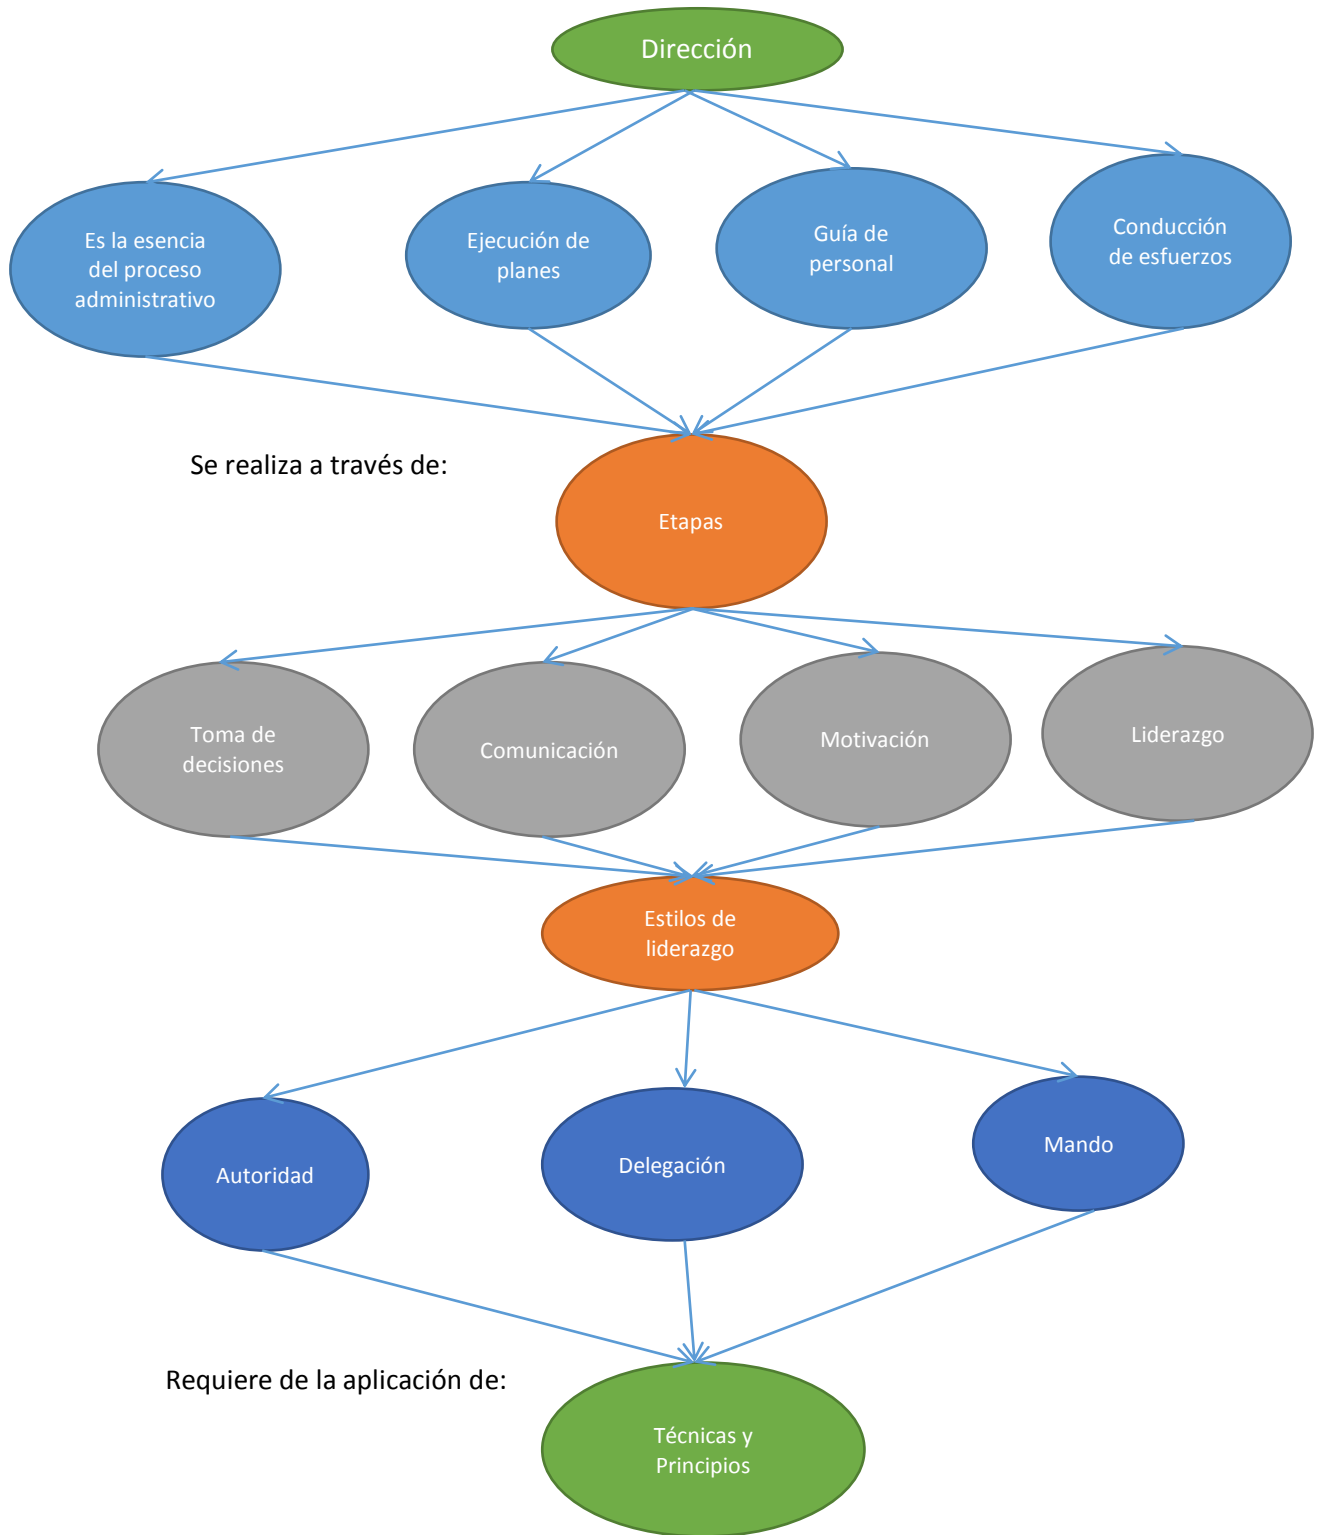 Dirección
Es la esencia
del proceso
administrativo
Ejecución de
planes
Guía de
personal
Conducción
de esfuerzos
Se realiza a través de:
Etapas
Toma de
decisiones
Comunicación
Motivación
Liderazgo
Estilos de
liderazgo
Autoridad
Delegación
Mando
Requiere de la aplicación de:
Técnicas y
Principios